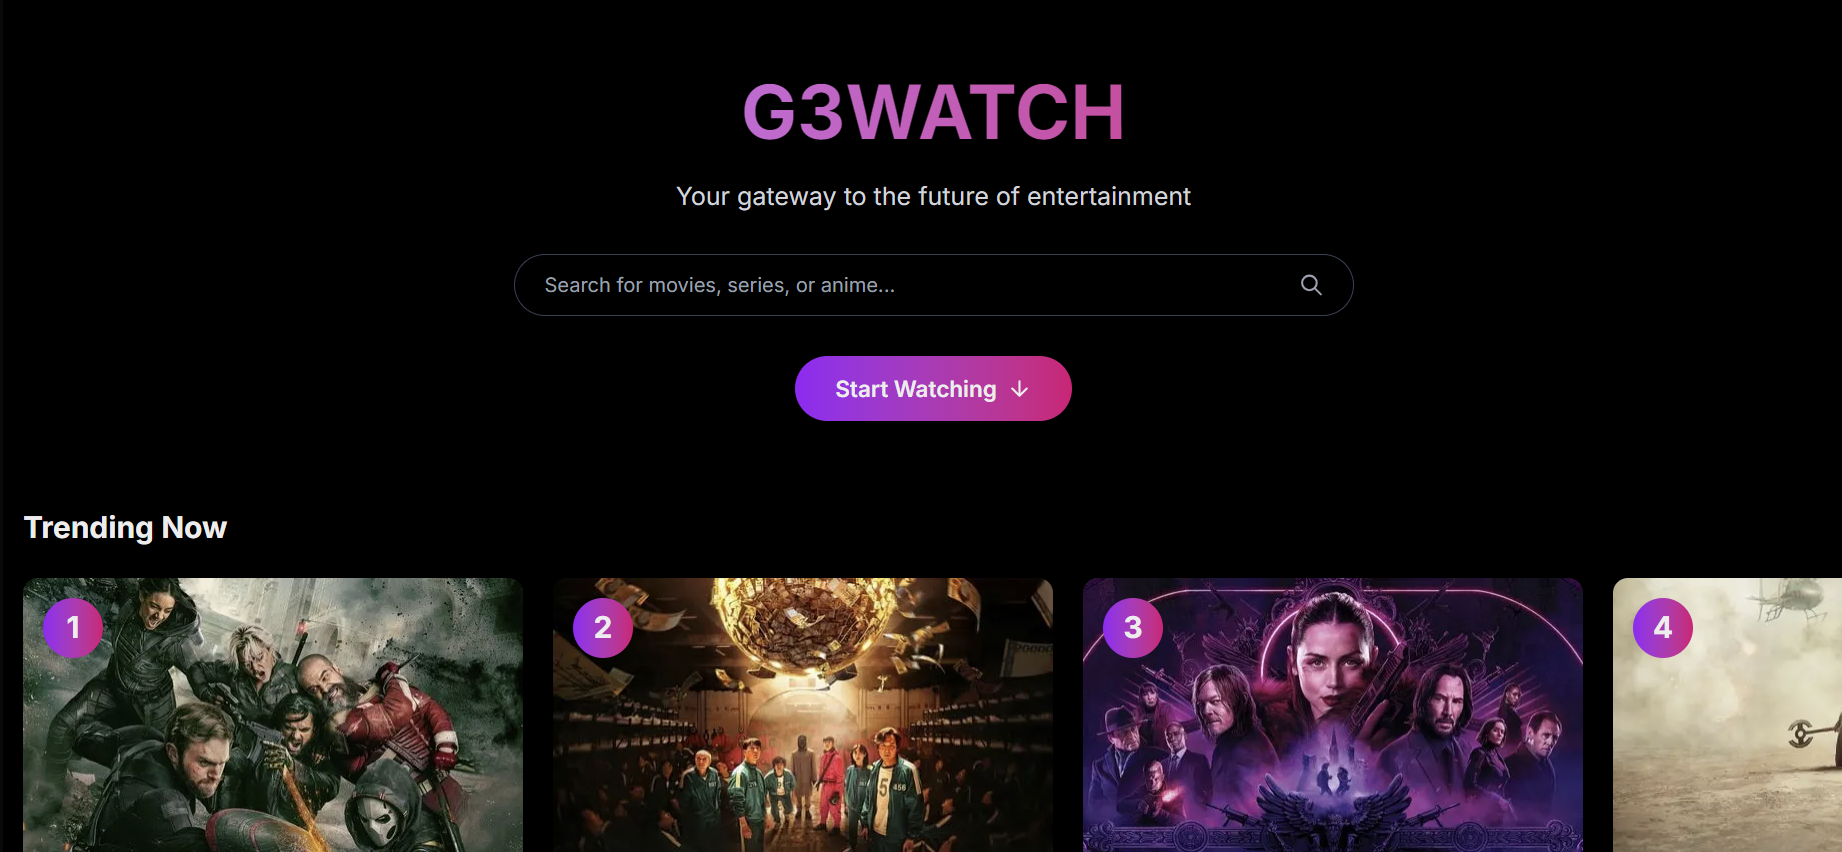 G3WATCH
Your gateway to the future of entertainment
Search for movies, series, or anime...
Start Watching
Trending Now
1
2
3
4
456